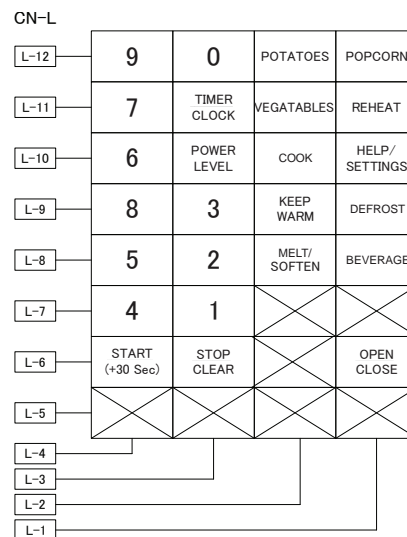 CN-L
L-12 9 0 POTATOES POPCORN
L-11 7 TIMER
CLOCK VEGATABLES REHEAT
L-10 6 POWER
LEVEL COOK HELP/
SETTINGS
L-9 8 3 KEEP
WARM DEFROST
L-8 5 2 MELT/
SOFTEN BEVERAGE
L-7 4 1
L-6 START
(+30 Sec) STOP
CLEAR OPEN
CLOSE
L-5
L-4
L-3
L-2
L-1